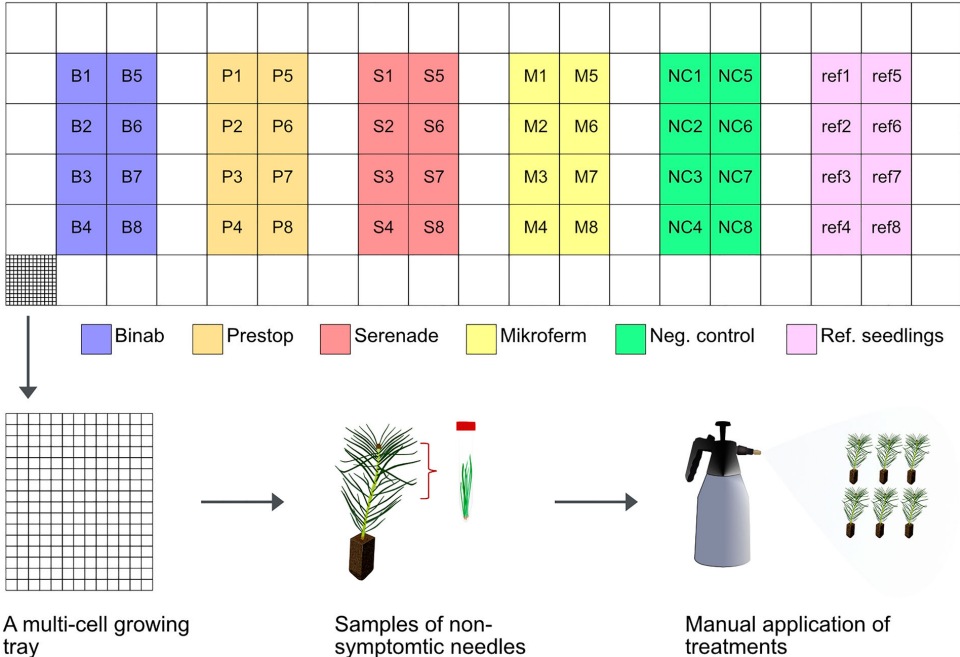 B1 B5 P1 P5 S1 S5 M1 M5 NC1 NC5 ref1 ref5
B2 B6 P2 P6 S2 S6 M2 M6 NC2 NC6 ref2 ref6
B3 B7 P3 P7 S3 S7 M3 M7 NC3 NC7 ref3 ref7
B4 B8 P4 P8 S4 S8 M4 M8 NC4 NC8 ref4 ref8
Binab Prestop Serenade Mikroferm Neg. control Ref. seedlings
A multi-cell growing
tray
Samples of non-
symptomtic needles
Manual application of
treatments